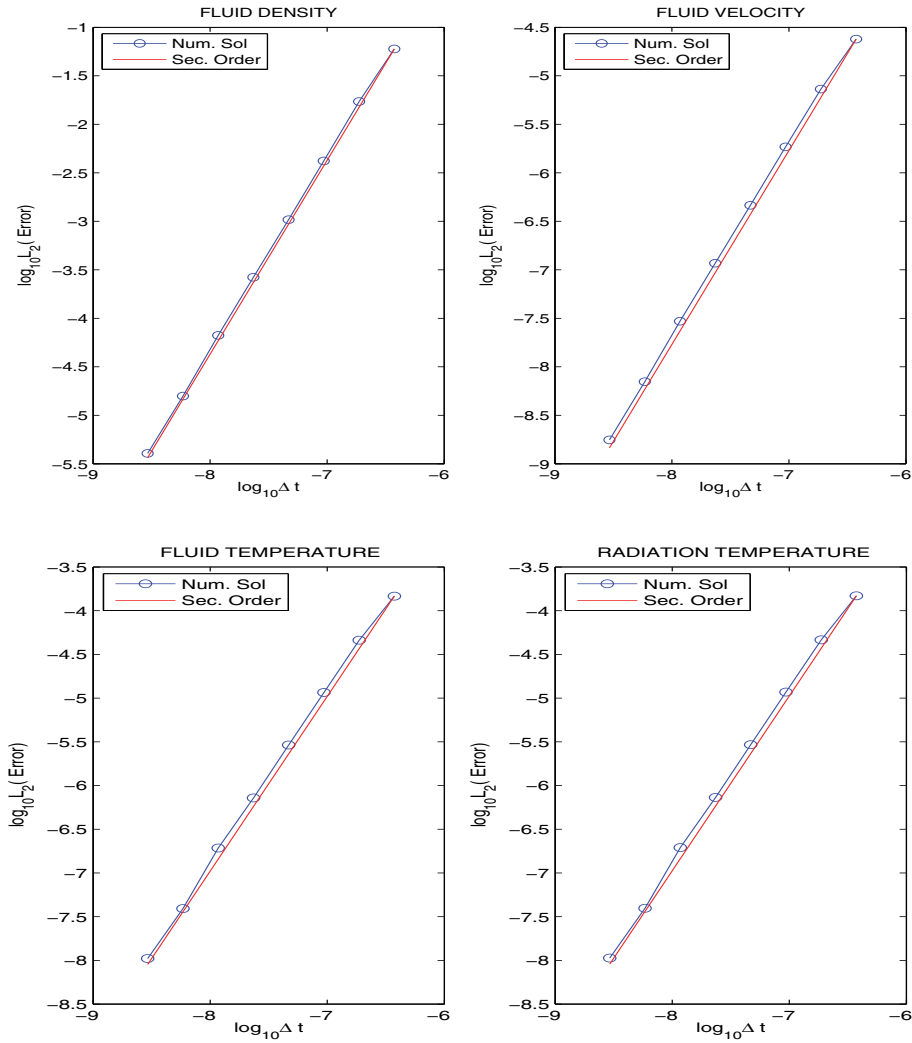 FLUID DENSITY
Num. Sol
Sec. Order
−1
−1.5
−2
−2.5
−3
−3.5
−4
−4.5
−5
−5.5
log10L2( Error)
−9
−8
−7
−6
log10Δ t
FLUID VELOCITY
Num. Sol
Sec. Order
−4.5
−5
−5.5
−6
−6.5
−7
−7.5
−8
−8.5
−9
log10L2( Error)
−9
−8
−7
−6
log10Δ t
FLUID TEMPERATURE
Num. Sol
Sec. Order
−3.5
−4
−4.5
−5
−5.5
−6
−6.5
−7
−7.5
−8
−8.5
log10L2( Error)
−9
−8
−7
−6
log10Δ t
RADIATION TEMPERATURE
Num. Sol
Sec. Order
−3.5
−4
−4.5
−5
−5.5
−6
−6.5
−7
−7.5
−8
−8.5
log10L2( Error)
−9
−8
−7
−6
log10Δ t